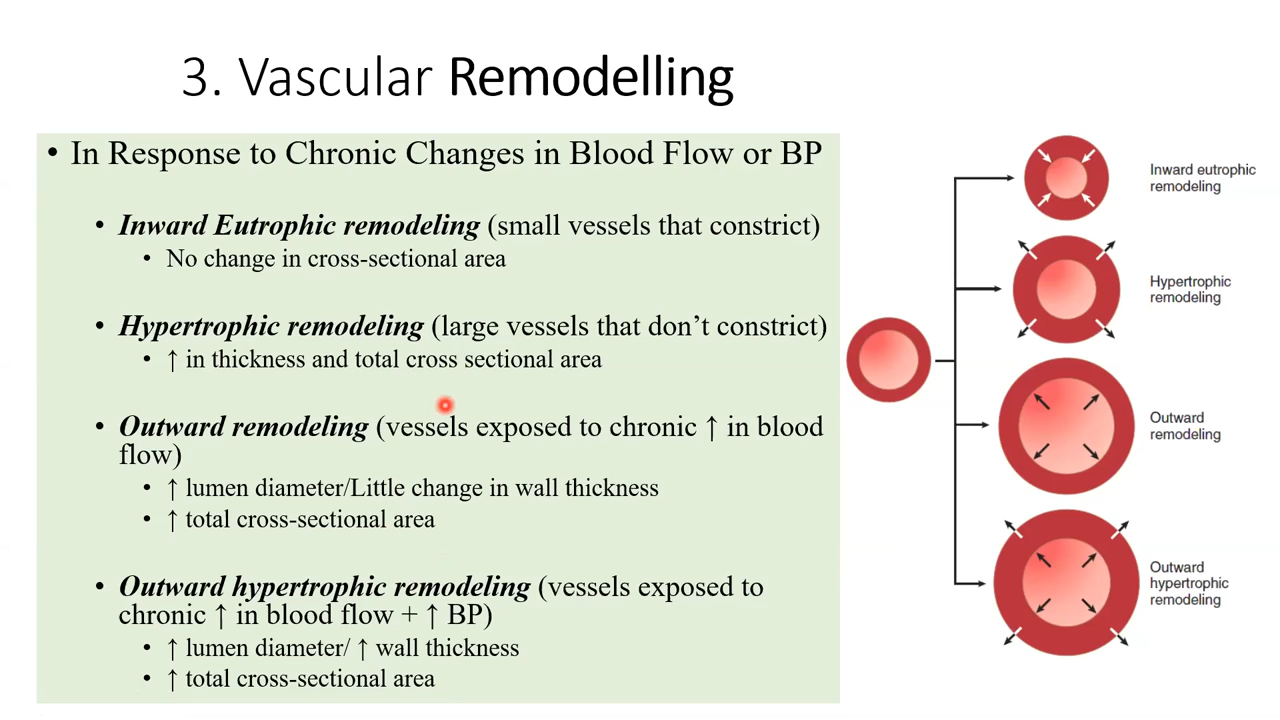 3. Vascular Remodelling
• In Response to Chronic Changes in Blood Flow or BP
• Inward Eutrophic remodeling (small vessels that constrict)
• No change in cross-sectional area
• Hypertrophic remodeling (large vessels that don’t constrict)
• ↑ in thickness and total cross sectional area
• Outward remodeling (vessels exposed to chronic ↑ in blood
flow)
• ↑ lumen diameter/Little change in wall thickness
• ↑ total cross-sectional area
• Outward hypertrophic remodeling (vessels exposed to
chronic ↑ in blood flow + ↑ BP)
• ↑ lumen diameter/ ↑ wall thickness
• ↑ total cross-sectional area
Inward eutrophic
remodeling
Hypertrophic
remodeling
Outward
remodeling
Outward
hypertrophic
remodeling